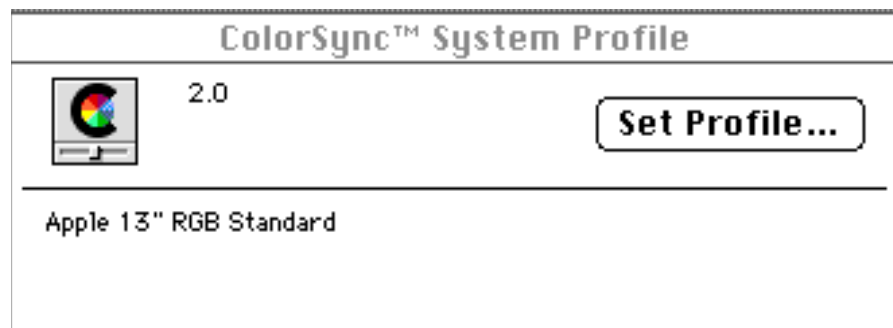 ColorSync™ System Profile
2.0
Set Profile...
Apple 13" RGB Standard